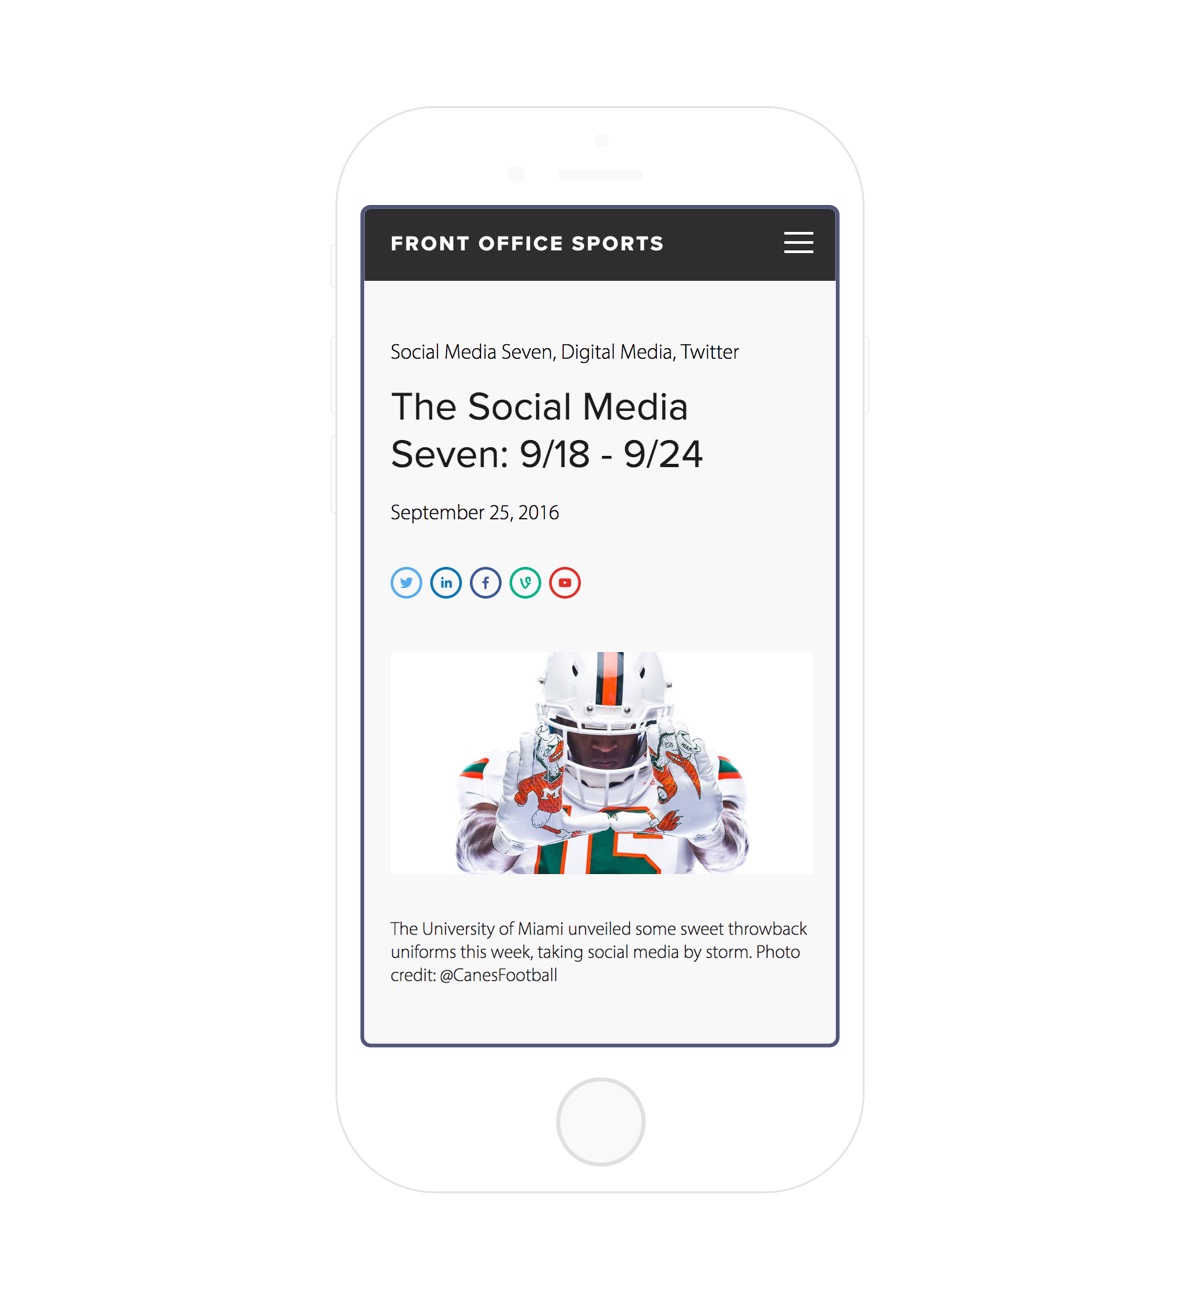 FRONT OFFICE SPORTS
Social Media Seven, Digital Media, Twitter
The Social Media
Seven: 9/18 - 9/24
September 25, 2016
in
f
M
15
The University of Miami unveiled some sweet throwback
uniforms this week, taking social media by storm. Photo
credit: @CanesFootball